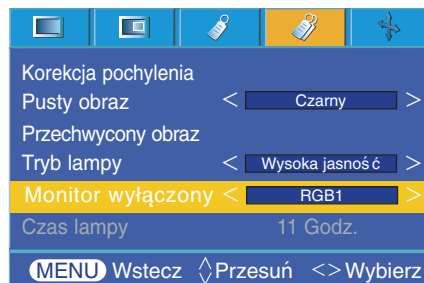 Korekcja pochylenia
Pusty obraz < Czarny >
Przechwycony obraz
Tryb lampy < Wysoka jasność >
Monitor wyłączony < RGB1 >
Czas lampy 11 Godz.
MENU Wstecz ◊ Przesuń <> Wybierz